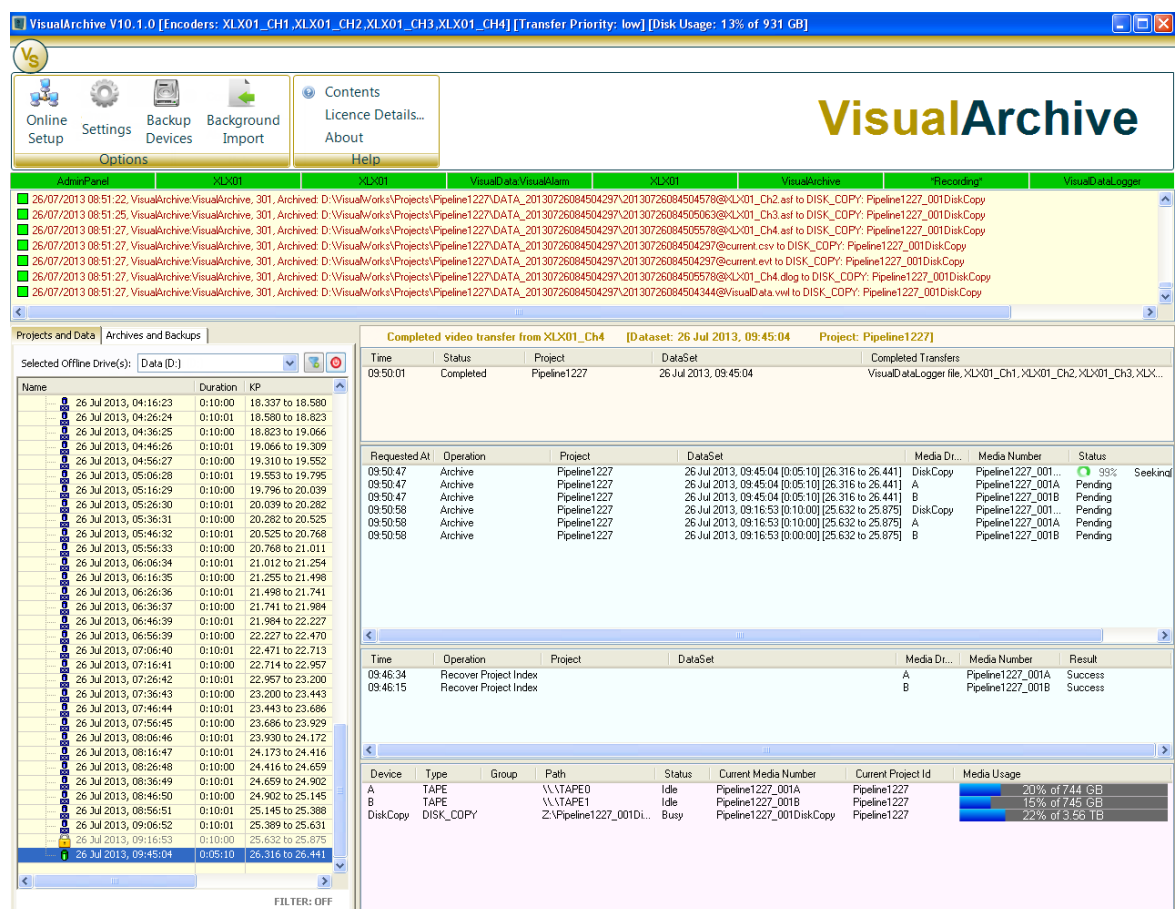 VisualArchive V10.1.0 [Encoders: XLX01_CH1,XLX01_CH2,XLX01_CH3,XLX01_CH4] [Transfer Priority: low] [Disk Usage: 13% of 931 GB]
VS
Online Setup
Settings
Backup Devices
Background Import
Options
Contents
Licence Details...
About
Help
VisualArchive
AdminPanel XLX01 XLX01 VisualData:VisualAlarm XLX01 VisualArchive *Recording* VisualDataLogger
26/07/2013 08:51:22, VisualArchive:VisualArchive, 301, Archived: D:\VisualWorks\Projects\Pipeline1227\DATA_20130726084504297\20130726084504578@XLX01_Ch2.asf to DISK_COPY: Pipeline1227_001DiskCopy
26/07/2013 08:51:25, VisualArchive:VisualArchive, 301, Archived: D:\VisualWorks\Projects\Pipeline1227\DATA_20130726084504297\20130726084505063@XLX01_Ch3.asf to DISK_COPY: Pipeline1227_001DiskCopy
26/07/2013 08:51:27, VisualArchive:VisualArchive, 301, Archived: D:\VisualWorks\Projects\Pipeline1227\DATA_20130726084504297\20130726084505578@XLX01_Ch4.asf to DISK_COPY: Pipeline1227_001DiskCopy
26/07/2013 08:51:27, VisualArchive:VisualArchive, 301, Archived: D:\VisualWorks\Projects\Pipeline1227\DATA_20130726084504297\20130726084504297@current.csv to DISK_COPY: Pipeline1227_001DiskCopy
26/07/2013 08:51:27, VisualArchive:VisualArchive, 301, Archived: D:\VisualWorks\Projects\Pipeline1227\DATA_20130726084504297\20130726084504297@current.evt to DISK_COPY: Pipeline1227_001DiskCopy
26/07/2013 08:51:27, VisualArchive:VisualArchive, 301, Archived: D:\VisualWorks\Projects\Pipeline1227\DATA_20130726084504297\20130726084505578@XLX01_Ch4.dlog to DISK_COPY: Pipeline1227_001DiskCopy
26/07/2013 08:51:27, VisualArchive:VisualArchive, 301, Archived: D:\VisualWorks\Projects\Pipeline1227\DATA_20130726084504297\20130726084504344@VisualData.vwl to DISK_COPY: Pipeline1227_001DiskCopy
Projects and Data Archives and Backups
Selected Offline Drive(s): Data (D:)
Name Duration KP
26 Jul 2013, 04:16:23 0:10:00 18.337 to 18.580
26 Jul 2013, 04:26:24 0:10:01 18.580 to 18.823
26 Jul 2013, 04:36:25 0:10:00 18.823 to 19.066
26 Jul 2013, 04:46:26 0:10:01 19.066 to 19.309
26 Jul 2013, 04:56:27 0:10:00 19.310 to 19.552
26 Jul 2013, 05:06:28 0:10:01 19.553 to 19.795
26 Jul 2013, 05:16:29 0:10:00 19.796 to 20.039
26 Jul 2013, 05:26:30 0:10:01 20.039 to 20.282
26 Jul 2013, 05:36:31 0:10:00 20.282 to 20.525
26 Jul 2013, 05:46:32 0:10:01 20.525 to 20.768
26 Jul 2013, 05:56:33 0:10:00 20.768 to 21.011
26 Jul 2013, 06:06:34 0:10:01 21.012 to 21.254
26 Jul 2013, 06:16:35 0:10:00 21.255 to 21.498
26 Jul 2013, 06:26:36 0:10:01 21.498 to 21.741
26 Jul 2013, 06:36:37 0:10:00 21.741 to 21.984
26 Jul 2013, 06:46:39 0:10:01 21.984 to 22.227
26 Jul 2013, 06:56:39 0:10:00 22.227 to 22.470
26 Jul 2013, 07:06:40 0:10:01 22.471 to 22.713
26 Jul 2013, 07:16:41 0:10:00 22.714 to 22.957
26 Jul 2013, 07:26:42 0:10:01 22.957 to 23.200
26 Jul 2013, 07:36:43 0:10:00 23.200 to 23.443
26 Jul 2013, 07:46:44 0:10:01 23.443 to 23.686
26 Jul 2013, 07:56:45 0:10:00 23.686 to 23.929
26 Jul 2013, 08:06:46 0:10:01 23.930 to 24.172
26 Jul 2013, 08:16:47 0:10:01 24.173 to 24.416
26 Jul 2013, 08:26:48 0:10:00 24.416 to 24.659
26 Jul 2013, 08:36:49 0:10:01 24.659 to 24.902
26 Jul 2013, 08:46:50 0:10:00 24.902 to 25.145
26 Jul 2013, 08:56:51 0:10:01 25.145 to 25.388
26 Jul 2013, 09:06:52 0:10:01 25.389 to 25.631
26 Jul 2013, 09:16:53 0:10:00 25.632 to 25.875
26 Jul 2013, 09:45:04 0:05:10 26.316 to 26.441
FILTER: OFF
Completed video transfer from XLX01_Ch4 [Dataset: 26 Jul 2013, 09:45:04 Project: Pipeline1227]
Time Status Project DataSet Completed Transfers
09:50:01 Completed Pipeline1227 26 Jul 2013, 09:45:04 VisualDataLogger file, XLX01_Ch1, XLX01_Ch2, XLX01_Ch3, XLX...
Requested At Operation Project DataSet Media Dr... Media Number Status
09:50:47 Archive Pipeline1227 26 Jul 2013, 09:45:04 [0:05:10] [26.316 to 26.441] DiskCopy Pipeline1227_001... 99% Seeking
09:50:47 Archive Pipeline1227 26 Jul 2013, 09:45:04 [0:05:10] [26.316 to 26.441] A Pipeline1227_001A Pending
09:50:47 Archive Pipeline1227 26 Jul 2013, 09:45:04 [0:05:10] [26.316 to 26.441] B Pipeline1227_001B Pending
09:50:58 Archive Pipeline1227 26 Jul 2013, 09:16:53 [0:10:00] [25.632 to 25.875] DiskCopy Pipeline1227_001... Pending
09:50:58 Archive Pipeline1227 26 Jul 2013, 09:16:53 [0:10:00] [25.632 to 25.875] A Pipeline1227_001A Pending
09:50:58 Archive Pipeline1227 26 Jul 2013, 09:16:53 [0:00:00] [25.632 to 25.875] B Pipeline1227_001B Pending
Time Operation Project DataSet Media Dr... Media Number Result
09:46:34 Recover Project Index A Pipeline1227_001A Success
09:46:15 Recover Project Index B Pipeline1227_001B Success
Device Type Group Path Status Current Media Number Current Project Id Media Usage
A TAPE \\.\TAPE0 Idle Pipeline1227_001A Pipeline1227 20% of 744 GB
B TAPE \\.\TAPE1 Idle Pipeline1227_001B Pipeline1227 15% of 745 GB
DiskCopy DISK_COPY Z:\Pipeline1227_001Di... Busy Pipeline1227_001DiskCopy Pipeline1227 22% of 3.56 TB